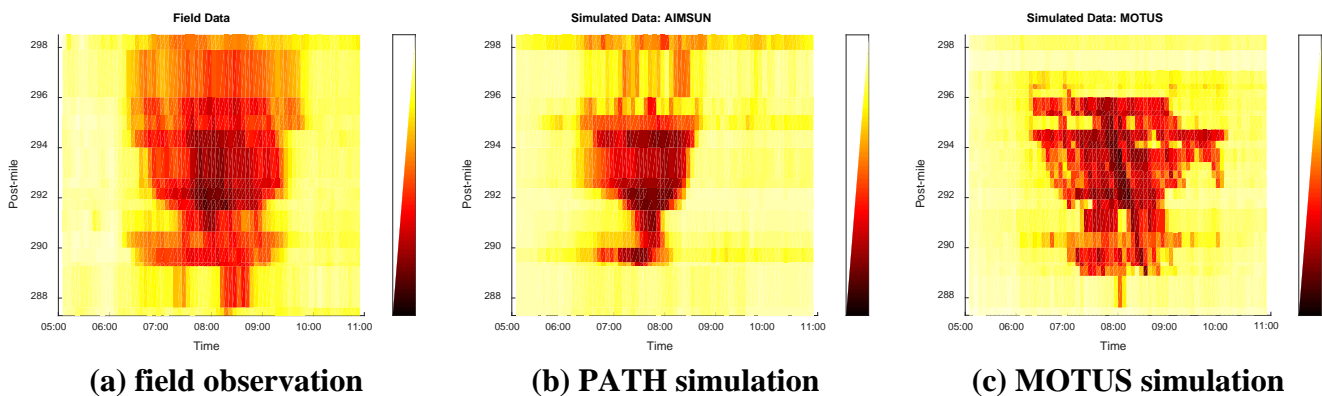 Field Data
298
296
294
292
290
288
Post-mile
05:00 06:00 07:00 08:00 09:00 10:00 11:00
Time
(a) field observation
Simulated Data: AIMSUN
298
296
294
292
290
288
Post-mile
05:00 06:00 07:00 08:00 09:00 10:00 11:00
Time
(b) PATH simulation
Simulated Data: MOTUS
298
296
294
292
290
288
Post-mile
05:00 06:00 07:00 08:00 09:00 10:00 11:00
Time
(c) MOTUS simulation